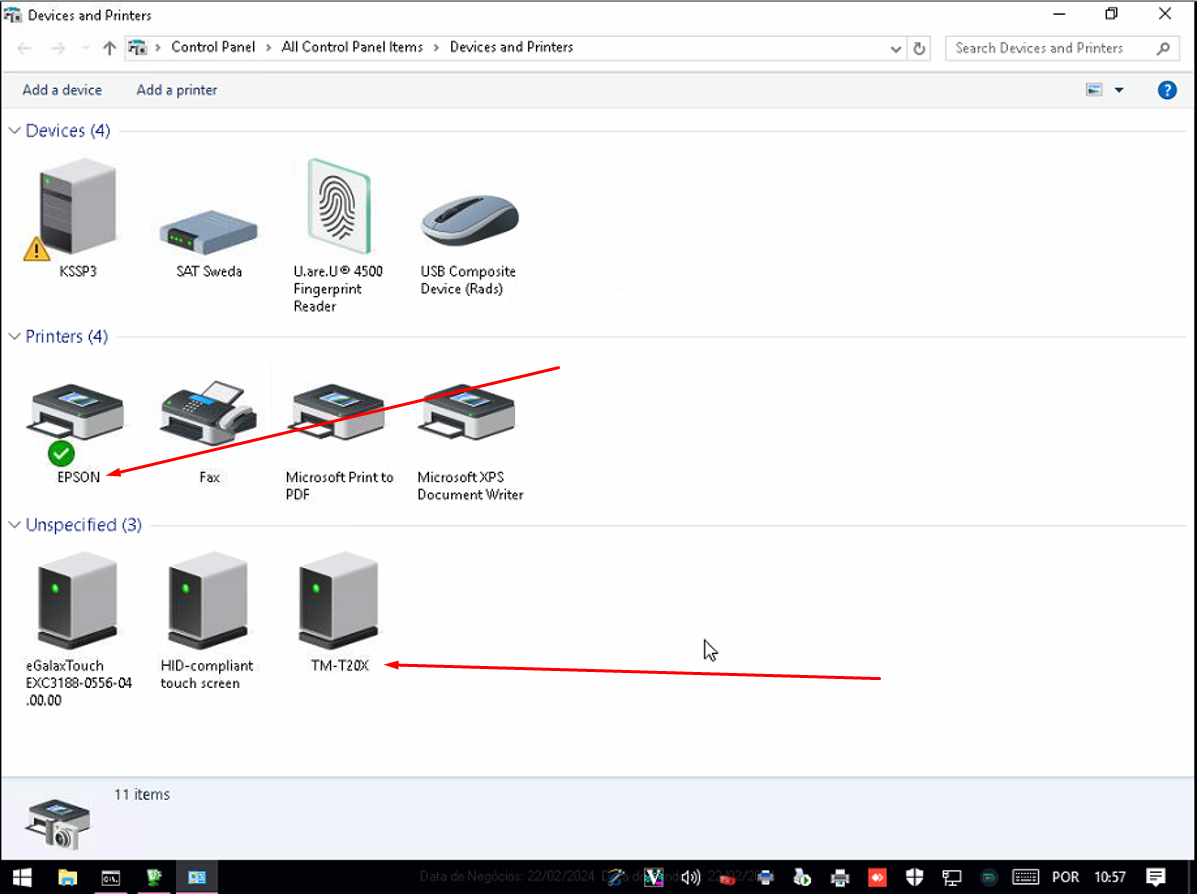 Devices and Printers
Control Panel > All Control Panel Items > Devices and Printers
Search Devices and Printers
Add a device Add a printer
?
Devices (4)
KSSP3
SAT Sweda
U.are.U® 4500
Fingerprint
Reader
USB Composite
Device (Rads)
Printers (4)
EPSON
Fax
Microsoft Print to
PDF
Microsoft XPS
Document Writer
Unspecified (3)
eGalaxTouch
EXC3188-0556-04
.00.00
HID-compliant
touch screen
TM-T20X
11 items
Data de Negócios: 22/02/2024
POR 10:57